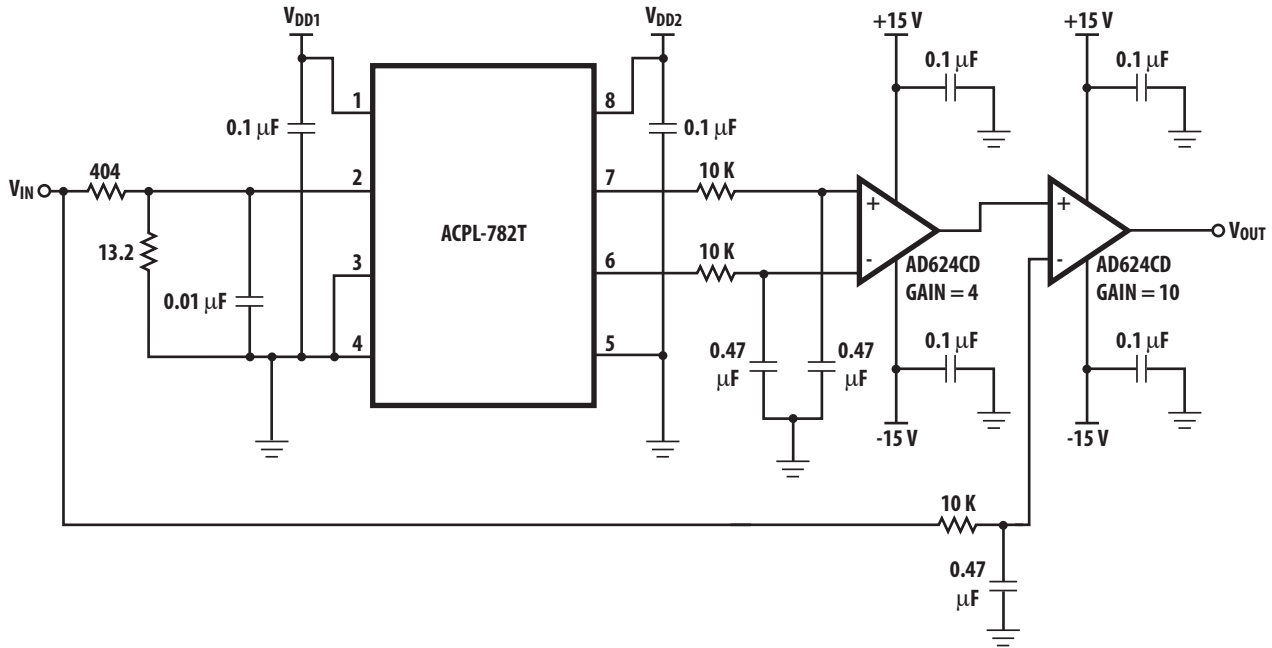 VDD1
VDD2
+15 V
+15 V
0.1 μF
0.1 μF
1
8
0.1 μF
0.1 μF
404
10 K
VIN
2
7
ACPL-782T
+
+
VOUT
13.2
10 K
3
6
-
-
AD624CD
GAIN = 4
AD624CD
GAIN = 10
0.01 μF
4
5
0.47
μF
0.47
μF
0.1 μF
0.1 μF
-15 V
-15 V
10 K
0.47
μF